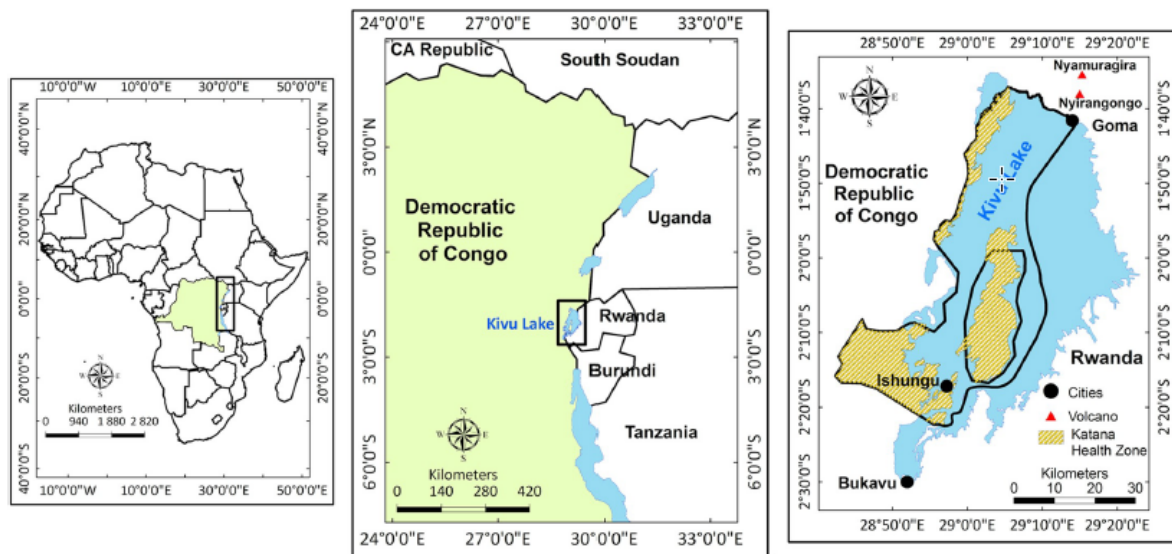 10°0'0"W 10°0'0"E 30°0'0"E 50°0'0"E
20°0'0"N
0°0'0"
20°0'0"S
40°0'0"S
20°0'0"N
0°0'0"
20°0'0"S
40°0'0"S
N
W E
S
Kilometers
0 940 1 880 2 820
10°0'0"W 10°0'0"E 30°0'0"E 50°0'0"E
24°0'0"E 27°0'0"E 30°0'0"E 33°0'0"E
CA Republic
South Soudan
3°0'0"N
0°0'0"
3°0'0"S
6°0'0"S
Democratic
Republic
of Congo
Uganda
Kivu Lake
Rwanda
Burundi
Tanzania
3°0'0"N
0°0'0"
3°0'0"S
6°0'0"S
N
W E
S
Kilometers
0 140 280 420
24°0'0"E 27°0'0"E 30°0'0"E 33°0'0"E
28°50'0"E 29°0'0"E 29°10'0"E 29°20'0"E
1°40'0"S
1°50'0"S
2°0'0"S
2°10'0"S
2°20'0"S
2°30'0"S
N
W E
S
Nyamuragira
Nyirangongo
Goma
Democratic
Republic
of Congo
Kivu Lake
Rwanda
Ishungu
Bukavu
Cities
Volcano
Katana
Health Zone
Kilometers
0 10 20 30
1°40'0"S
1°50'0"S
2°0'0"S
2°10'0"S
2°20'0"S
2°30'0"S
28°50'0"E 29°0'0"E 29°10'0"E 29°20'0"E